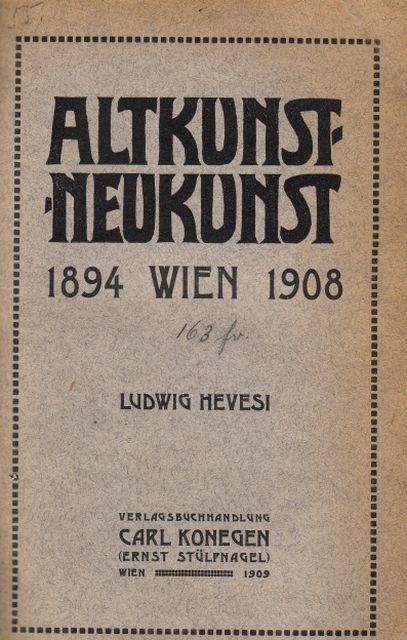 ALTKUNST-
-NEUKUNST
1894 WIEN 1908
163 fr.
LUDWIG HEVESI
VERLAGSBUCHHANDLUNG
CARL KONEGEN
(ERNST STÜLPNAGEL)
WIEN 1909